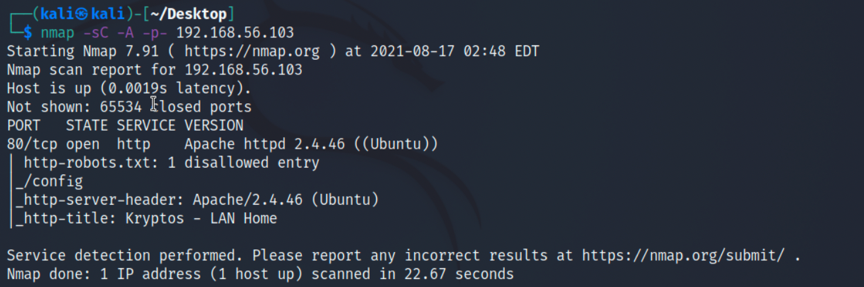 ┌──(kali㉿kali)-[~/Desktop]
└─$ nmap -sC -A -p- 192.168.56.103
Starting Nmap 7.91 ( https://nmap.org ) at 2021-08-17 02:48 EDT
Nmap scan report for 192.168.56.103
Host is up (0.0019s latency).
Not shown: 65534 closed ports
PORT   STATE SERVICE VERSION
80/tcp open  http    Apache httpd 2.4.46 ((Ubuntu))
| http-robots.txt: 1 disallowed entry
|_/config
|_http-server-header: Apache/2.4.46 (Ubuntu)
|_http-title: Kryptos - LAN Home
Service detection performed. Please report any incorrect results at https://nmap.org/submit/ .
Nmap done: 1 IP address (1 host up) scanned in 22.67 seconds